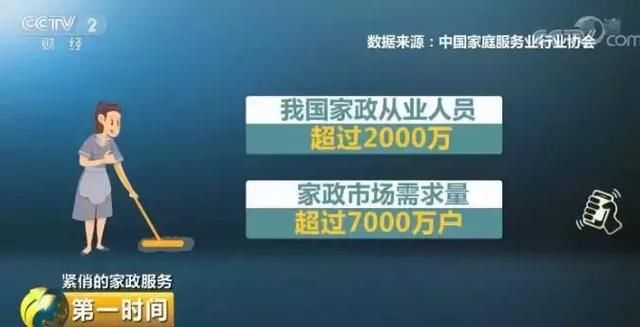 CCTV 2
财经
数据来源：中国家庭服务业行业协会
CCTV
com
我国家政从业人员
超过2000万
家政市场需求量
超过7000万户
紧俏的家政服务
第一时间